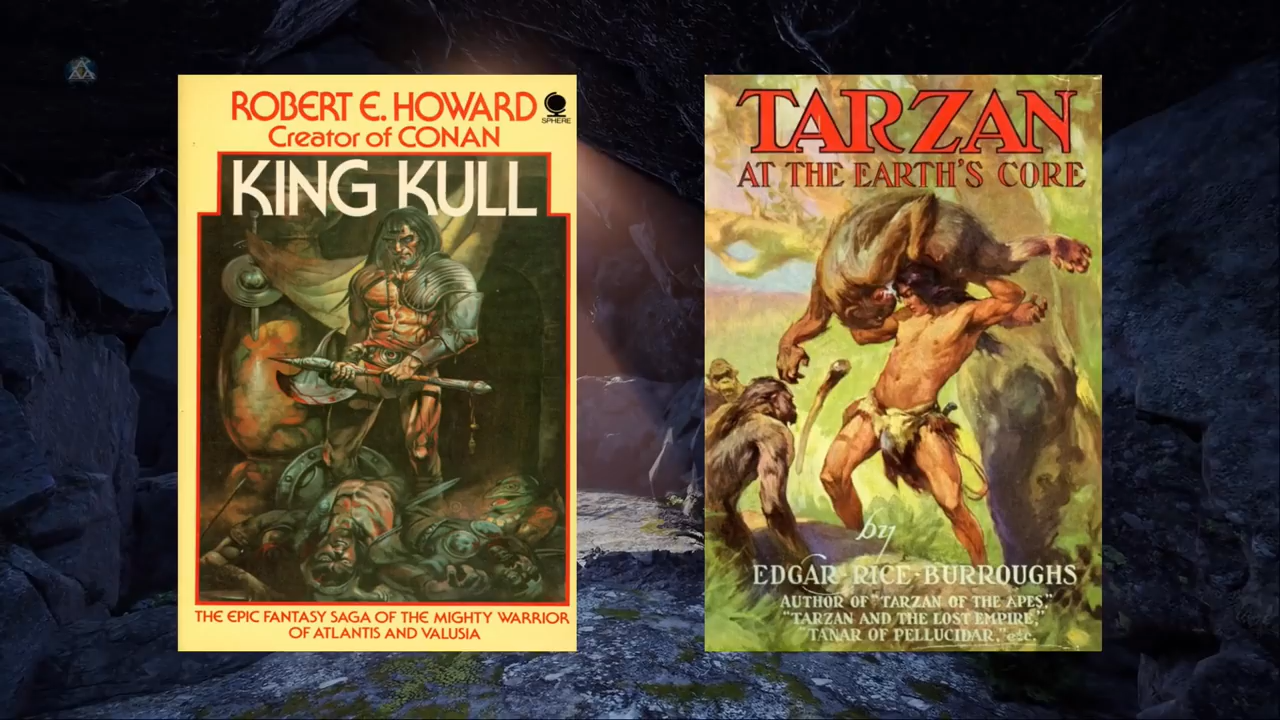 ROBERT E. HOWARD
SPHERE
Creator of CONAN
KING KULL
THE EPIC FANTASY SAGA OF THE MIGHTY WARRIOR
OF ATLANTIS AND VALUSIA
TARZAN
AT THE EARTH'S CORE
by
EDGAR·RICE·BURROUGHS
AUTHOR OF "TARZAN OF THE APES,"
"TARZAN AND THE LOST EMPIRE,"
"TANAR OF PELLUCIDAR," etc.